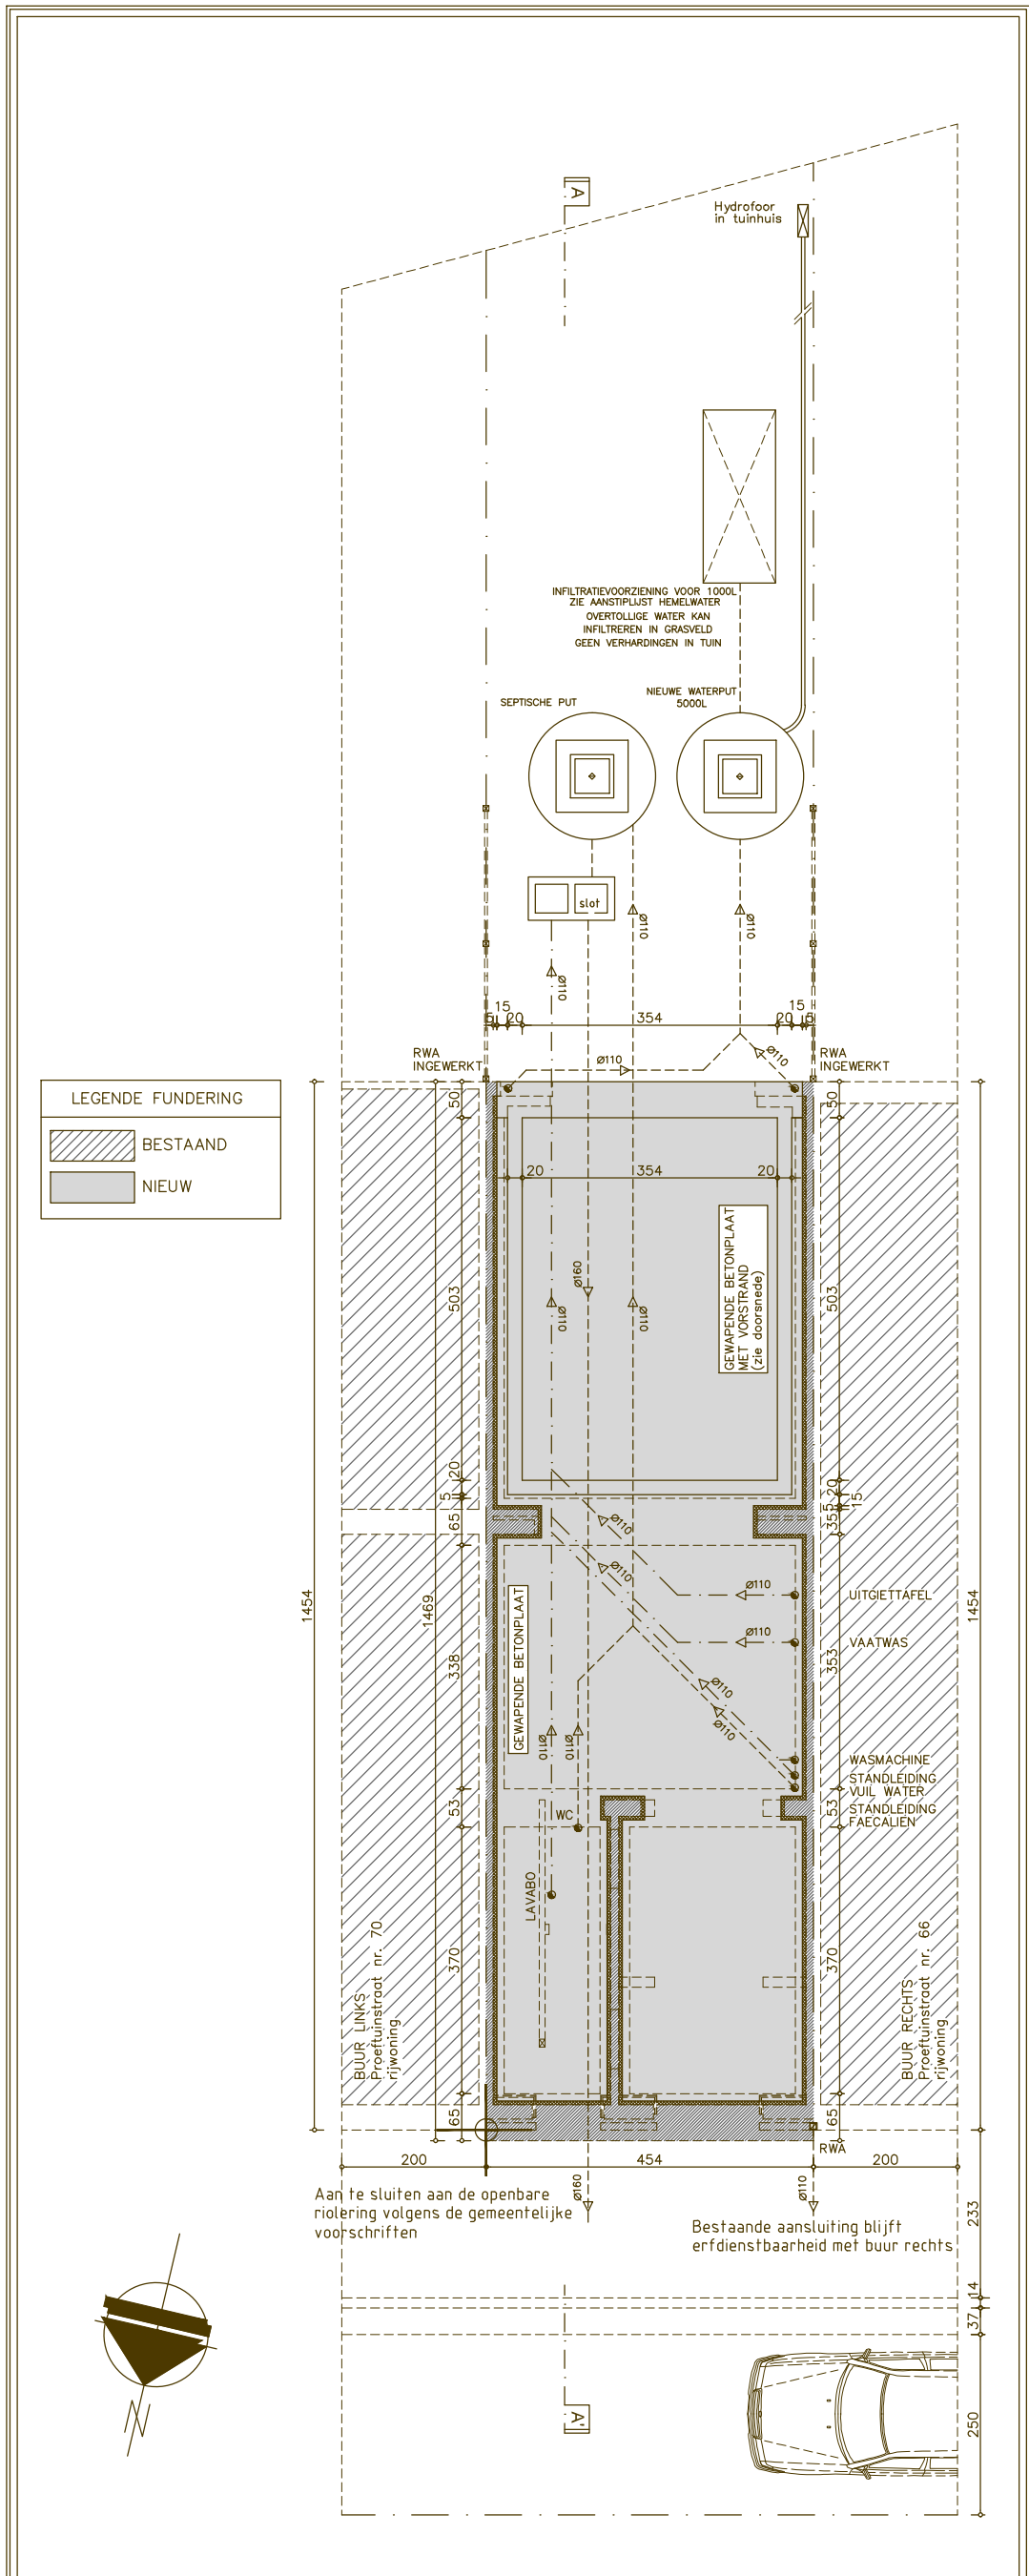 A
Hydrofoor
in tuinhuis
INFILTRATIEVOORZIENING VOOR 1000L
ZIE AANSTIPLIJST HEMELWATER
OVERTOLLIGE WATER KAN
INFILTREREN IN GRASVELD
GEEN VERHARDINGEN IN TUIN
SEPTISCHE PUT
NIEUWE WATERPUT
5000L
slot
Ø110
Ø110
Ø110
5
15
20
354
20
15
5
RWA
INGEWERKT
Ø110
Ø110
RWA
INGEWERKT
LEGENDE FUNDERING
BESTAAND
NIEUW
50
50
20
354
20
GEWAPENDE BETONPLAAT
MET VORSTRAND
(zie doorsnede)
503
Ø160
Ø110
Ø110
503
20
5
65
20
5
15
35
Ø110
Ø110
Ø110
UITGIETTAFEL
Ø110
VAATWAS
1454
1469
338
GEWAPENDE BETONPLAAT
353
1454
Ø110
Ø110
Ø110
Ø110
WASMACHINE
STANDLEIDING
VUIL WATER
STANDLEIDING
FAECALIEN
53
53
WC
LAVABO
370
370
BUUR LINKS
Proeftuinstraat nr. 70
rijwoning
BUUR RECHTS
Proeftuinstraat nr. 66
rijwoning
65
65
RWA
200
454
200
Ø160
Ø110
Aan te sluiten aan de openbare
riolering volgens de gemeentelijke
voorschriften
Bestaande aansluiting blijft
erfdienstbaarheid met buur rechts
233
14
37
250
N
A'